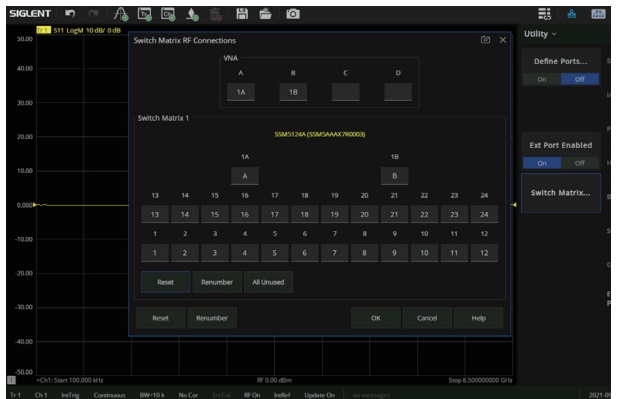 SIGLENT
Tr 1 S11 LogM 10 dB/ 0 dB
Utility
50.00
40.00
30.00
20.00
10.00
0.000
-10.00
-20.00
-30.00
-40.00
-50.00
Switch Matrix RF Connections
VNA
A B C D
1A 1B
Switch Matrix 1
SSM5124A (SSM5AAAX7R0003)
1A 1B
A B
13 14 15 16 17 18 19 20 21 22 23 24
13 14 15 16 17 18 19 20 21 22 23 24
1 2 3 4 5 6 7 8 9 10 11 12
1 2 3 4 5 6 7 8 9 10 11 12
Reset Renumber All Unused
Reset Renumber OK Cancel Help
Define Ports...
On Off
Ext Port Enabled
On Off
Switch Matrix...
1 >Ch1: Start 100.000 kHz RF 0.00 dBm Stop 8.500000000 GHz
Tr 1 Ch 1 IntTrig Continuous BW=10 k No Cor SrcCal RF On IntRef Update On no messages 2021-09